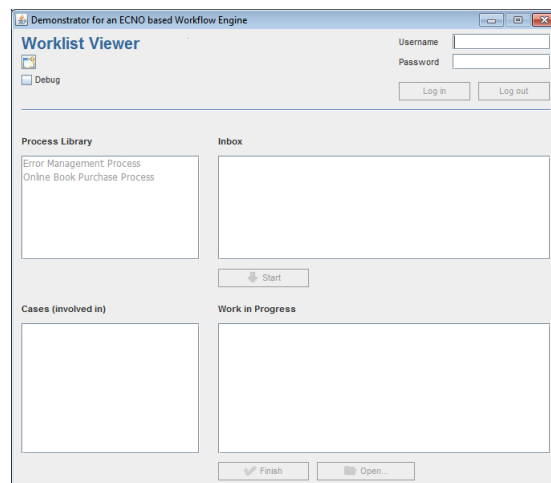 Demonstrator for an ECNO based Workflow Engine
Worklist Viewer
Username
Password
Debug
Log in
Log out
Process Library
Inbox
Error Management Process
Online Book Purchase Process
Start
Cases (involved in)
Work in Progress
Finish
Open...